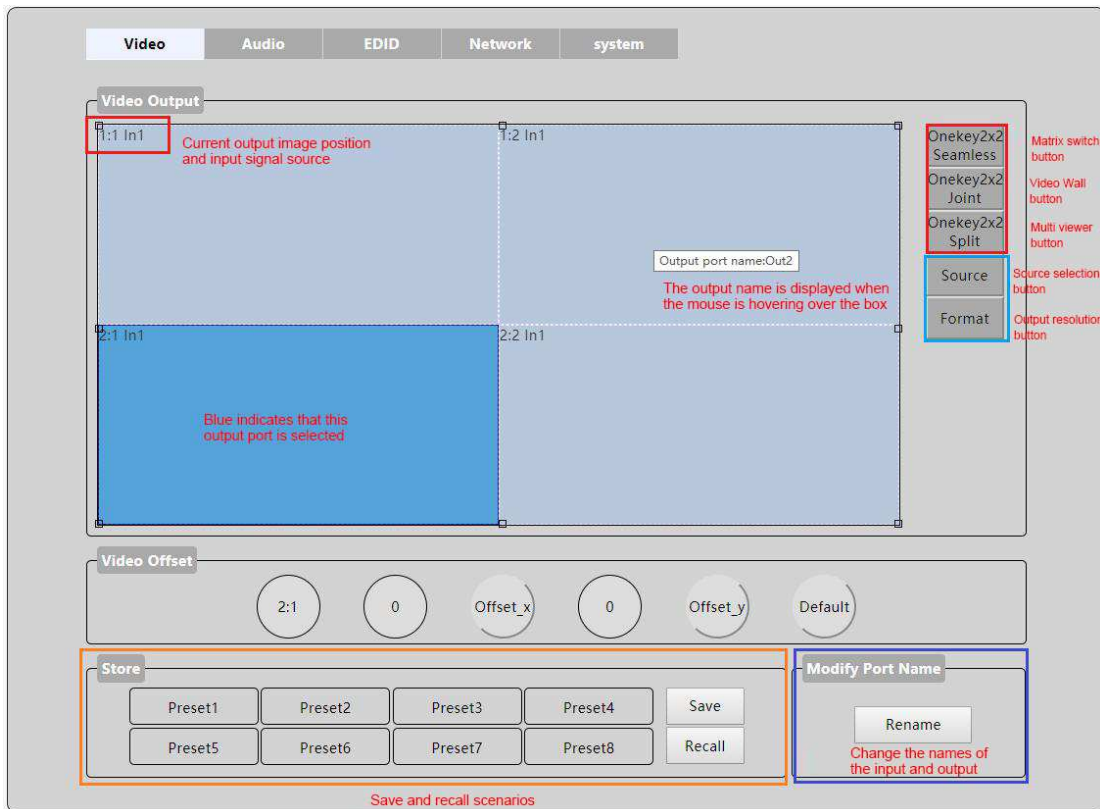 Video Audio EDID Network system
Video Output
1:1 In1
Current output image position
and input signal source
1:2 In1
Output port name:Out2
The output name is displayed when
the mouse is hovering over the box
2:1 In1
Blue indicates that this
output port is selected
2:2 In1
Onekey2x2
Seamless
Matrix switch
button
Onekey2x2
Joint
Video Wall
button
Onekey2x2
Split
Multi viewer
button
Source
Source selection
button
Format
Output resolution
button
Video Offset
2:1 0 Offset_x 0 Offset_y Default
Store
Preset1 Preset2 Preset3 Preset4 Save
Preset5 Preset6 Preset7 Preset8 Recall
Save and recall scenarios
Modify Port Name
Rename
Change the names of
the input and output